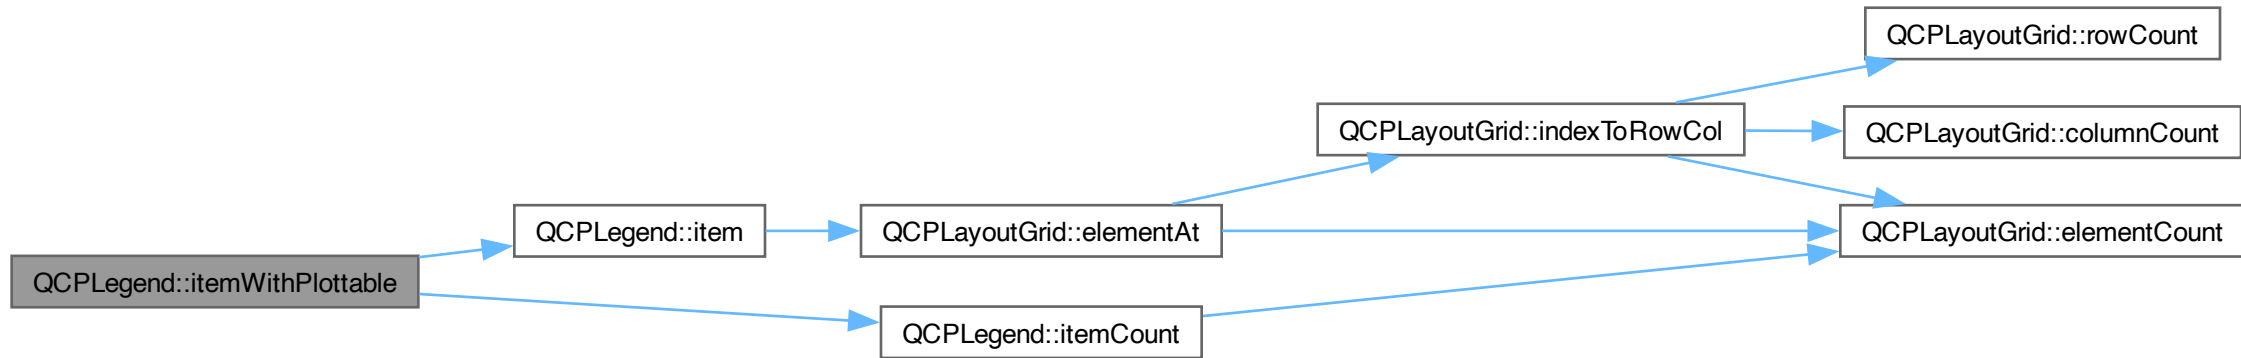 QCPLegend::itemWithPlottable
QCPLegend::item
QCPLegend::itemCount
QCPLayoutGrid::elementAt
QCPLayoutGrid::indexToRowCol
QCPLayoutGrid::rowCount
QCPLayoutGrid::columnCount
QCPLayoutGrid::elementCount